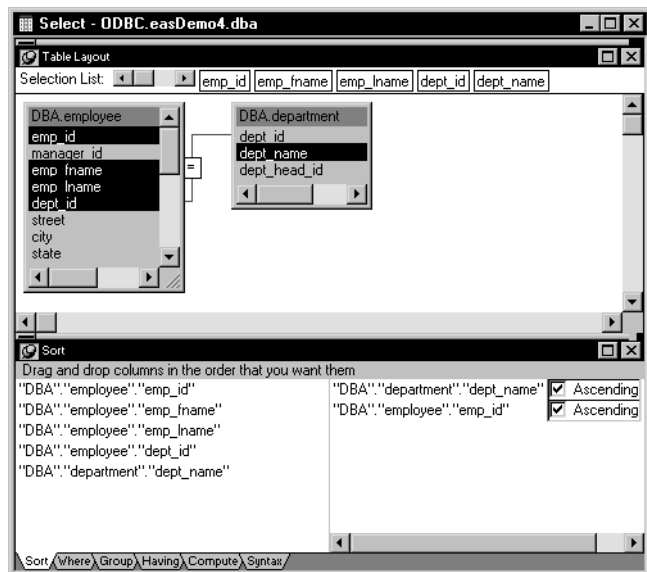 Select - ODBC.easDemo4.dba
Table Layout
Selection List: emp_id emp_fname emp_lname dept_id dept_name
DBA.employee
emp_id
manager_id
emp_fname
emp_lname
dept_id
street
city
state
=
DBA.department
dept_id
dept_name
dept_head_id
Sort
Drag and drop columns in the order that you want them
"DBA"."employee"."emp_id"
"DBA"."employee"."emp_fname"
"DBA"."employee"."emp_lname"
"DBA"."employee"."dept_id"
"DBA"."department"."dept_name"
"DBA"."department"."dept_name" Ascending
"DBA"."employee"."emp_id" Ascending
Sort Where Group Having Compute Syntax